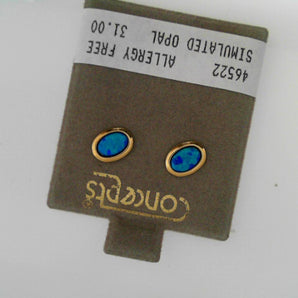 46522
ALLERGY FREE
SIMULATED OPAL
31.00
concepts®